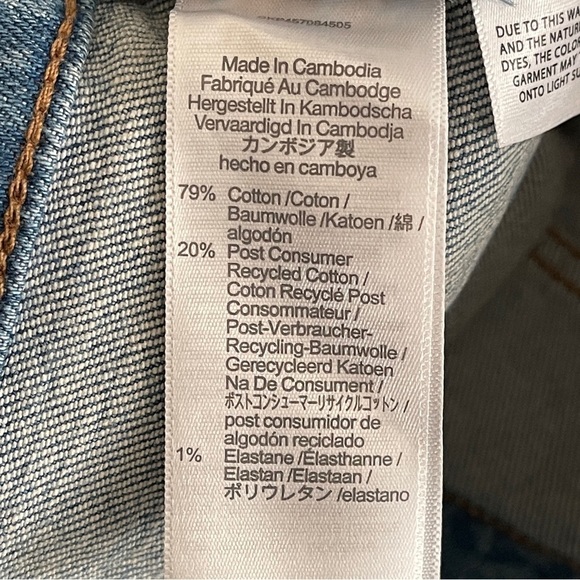 Made In Cambodia
Fabriqué Au Cambodge
Hergestellt In Kambodscha
Vervaardigd In Cambodja
カンボジア製
hecho en camboya
79% Cotton /Coton /
Baumwolle /Katoen /綿 /
algodón
20% Post Consumer
Recycled Cotton /
Coton Recyclé Post
Consommateur /
Post-Verbraucher-
Recycling-Baumwolle /
Gerecycleerd Katoen
Na De Consument /
ポストコンシューマーリサイクルコットン /
post consumidor de
algodón reciclado
1% Elastane /Élasthanne /
Elastan /Elastaan /
ポリウレタン /elastano
DUE TO THIS
AND THE
DYES, THE
GARMENT MAY
ONTO LIGHT